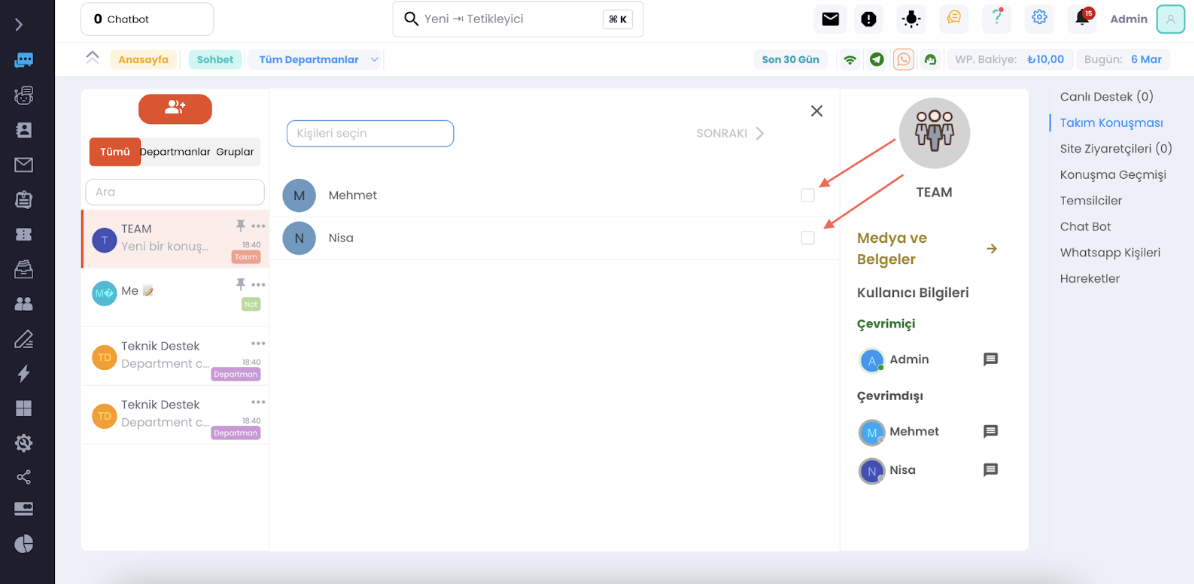 0 Chatbot
Yeni ⇥ Tetikleyici
⌘ K
15
Admin
Anasayfa
Sohbet
Tüm Departmanlar
Son 30 Gün
WP. Bakiye: ₺10,00
Bugün: 6 Mar
Tümü
Departmanlar
Gruplar
Ara
T
TEAM
Yeni bir konuş...
18:40
Takım
Me 📝
Not
TD
Teknik Destek
Department c...
18:40
Departman
TD
Teknik Destek
Department c...
18:40
Departman
Kişileri seçin
SONRAKI
M
Mehmet
N
Nisa
TEAM
Medya ve
Belgeler
Kullanıcı Bilgileri
Çevrimiçi
A
Admin
Çevrimdışı
M
Mehmet
N
Nisa
Canlı Destek (0)
Takım Konuşması
Site Ziyaretçileri (0)
Konuşma Geçmişi
Temsilciler
Chat Bot
Whatsapp Kişileri
Hareketler